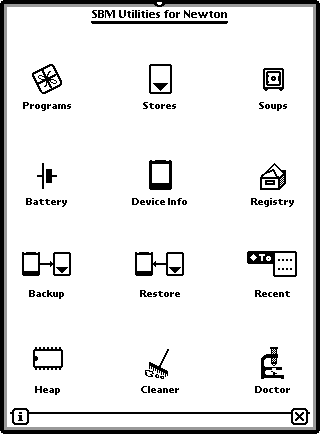 SBM Utilities for Newton
Programs Stores Soups
Battery Device Info Registry
To
Backup Restore Recent
Heap Cleaner Doctor
i